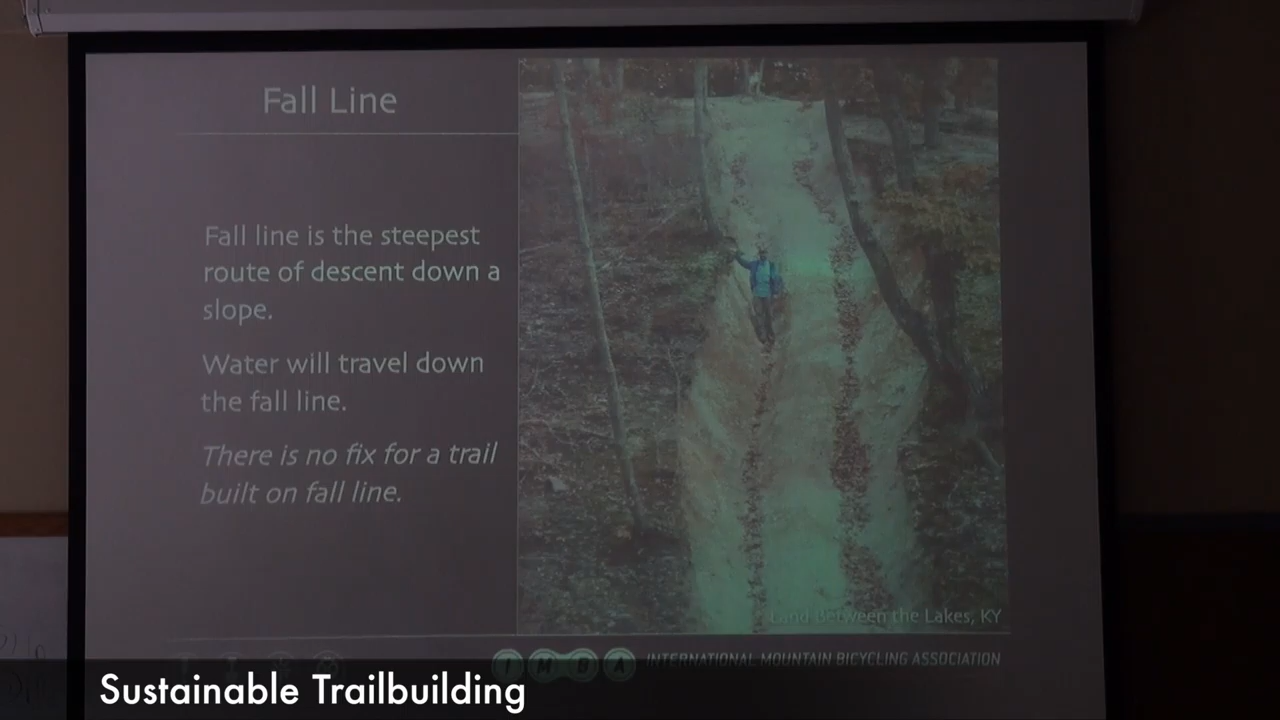 Fall Line
Fall line is the steepest
route of descent down a
slope.
Water will travel down
the fall line.
There is no fix for a trail
built on fall line.
Land Between the Lakes, KY
I M B A INTERNATIONAL MOUNTAIN BICYCLING ASSOCIATION
Sustainable Trailbuilding